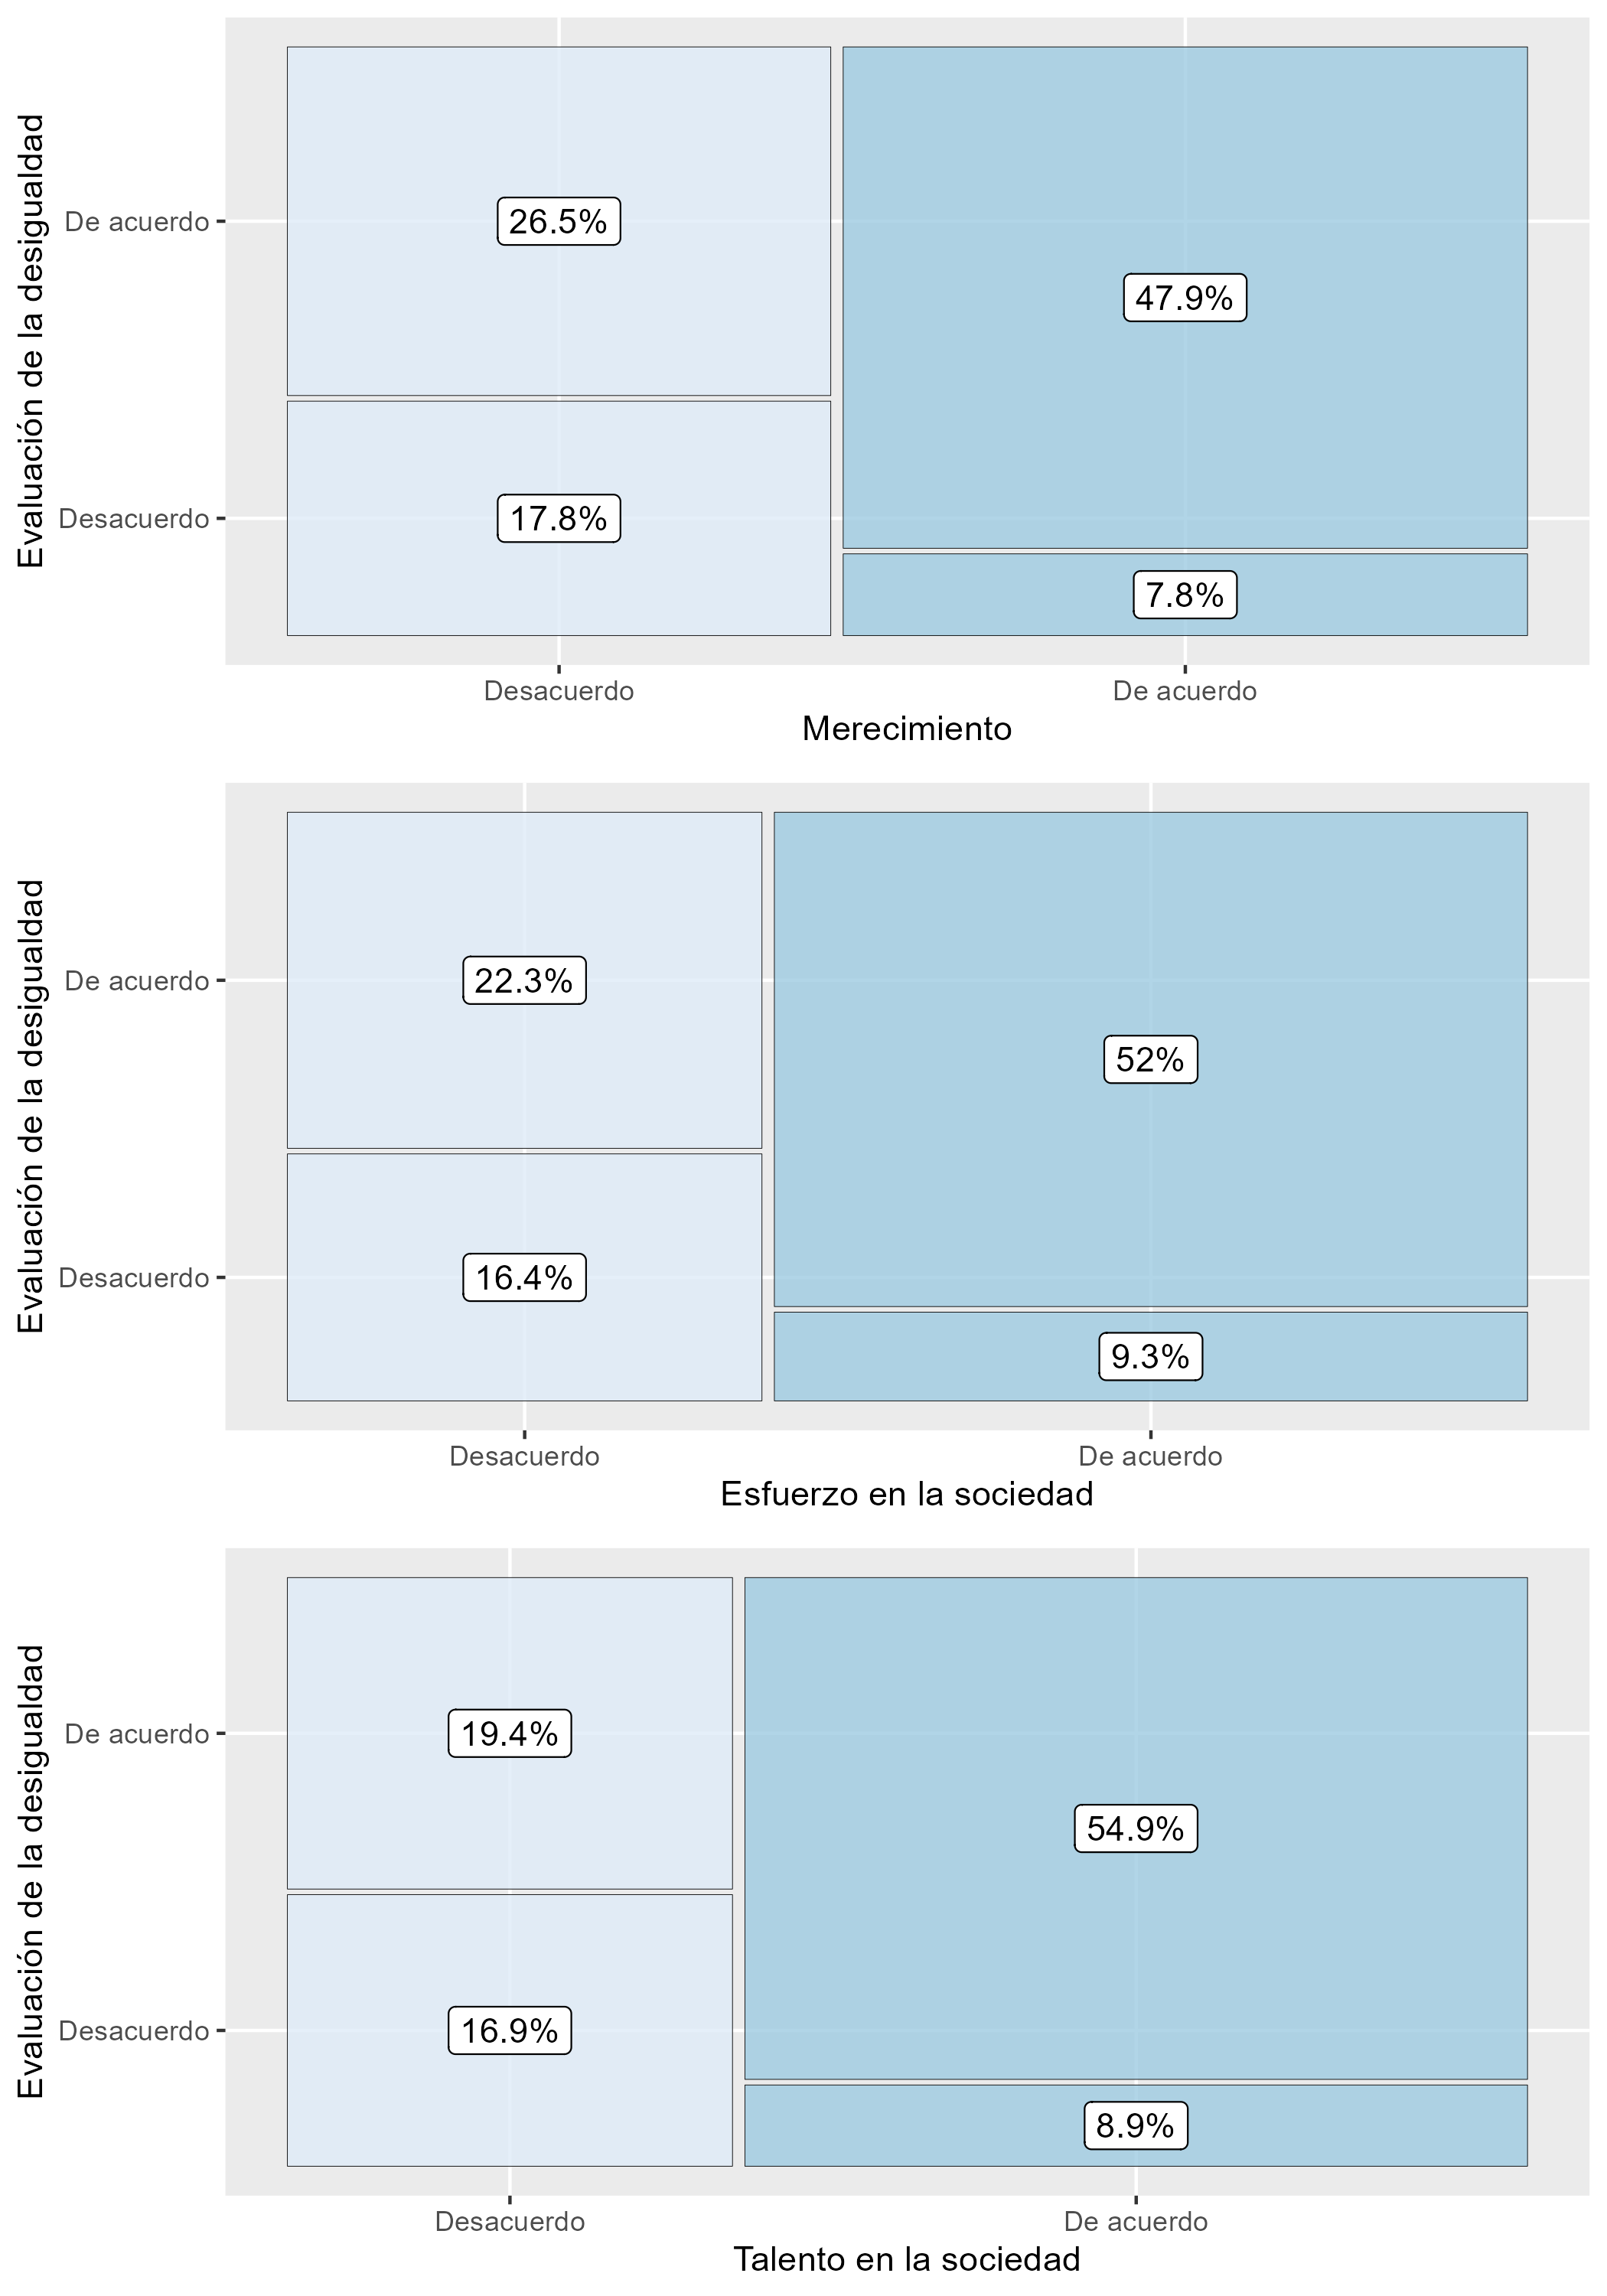 Evaluación de la desigualdad
De acuerdo
26.5%
47.9%
Desacuerdo
17.8%
7.8%
Desacuerdo
De acuerdo
Merecimiento
Evaluación de la desigualdad
De acuerdo
22.3%
52%
Desacuerdo
16.4%
9.3%
Desacuerdo
De acuerdo
Esfuerzo en la sociedad
Evaluación de la desigualdad
De acuerdo
19.4%
54.9%
Desacuerdo
16.9%
8.9%
Desacuerdo
De acuerdo
Talento en la sociedad